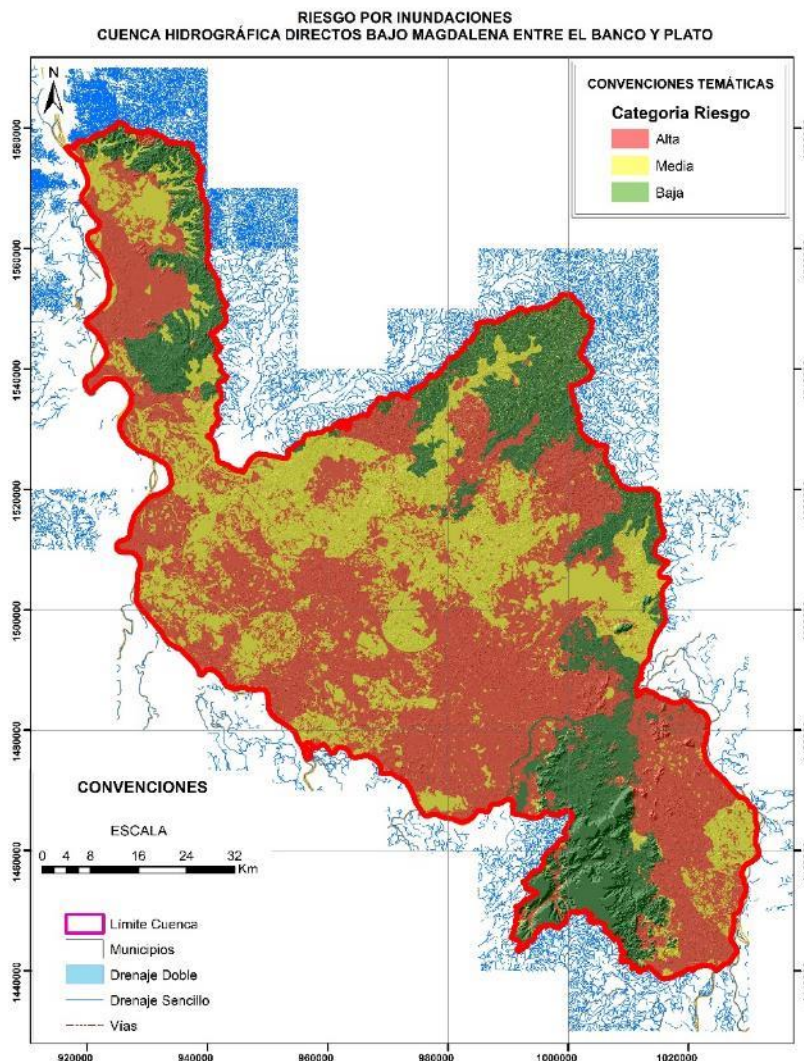 RIESGO POR INUNDACIONES
CUENCA HIDROGRÁFICA DIRECTOS BAJO MAGDALENA ENTRE EL BANCO Y PLATO
N
CONVENCIONES TEMÁTICAS
Categoria Riesgo
Alta
Media
Baja
1580000
1560000
1540000
1520000
1500000
1480000
1460000
1440000
CONVENCIONES
ESCALA
0 4 8 16 24 32
Km
Límite Cuenca
Municipios
Drenaje Doble
Drenaje Sencillo
Vías
920000 940000 960000 980000 1000000 1020000